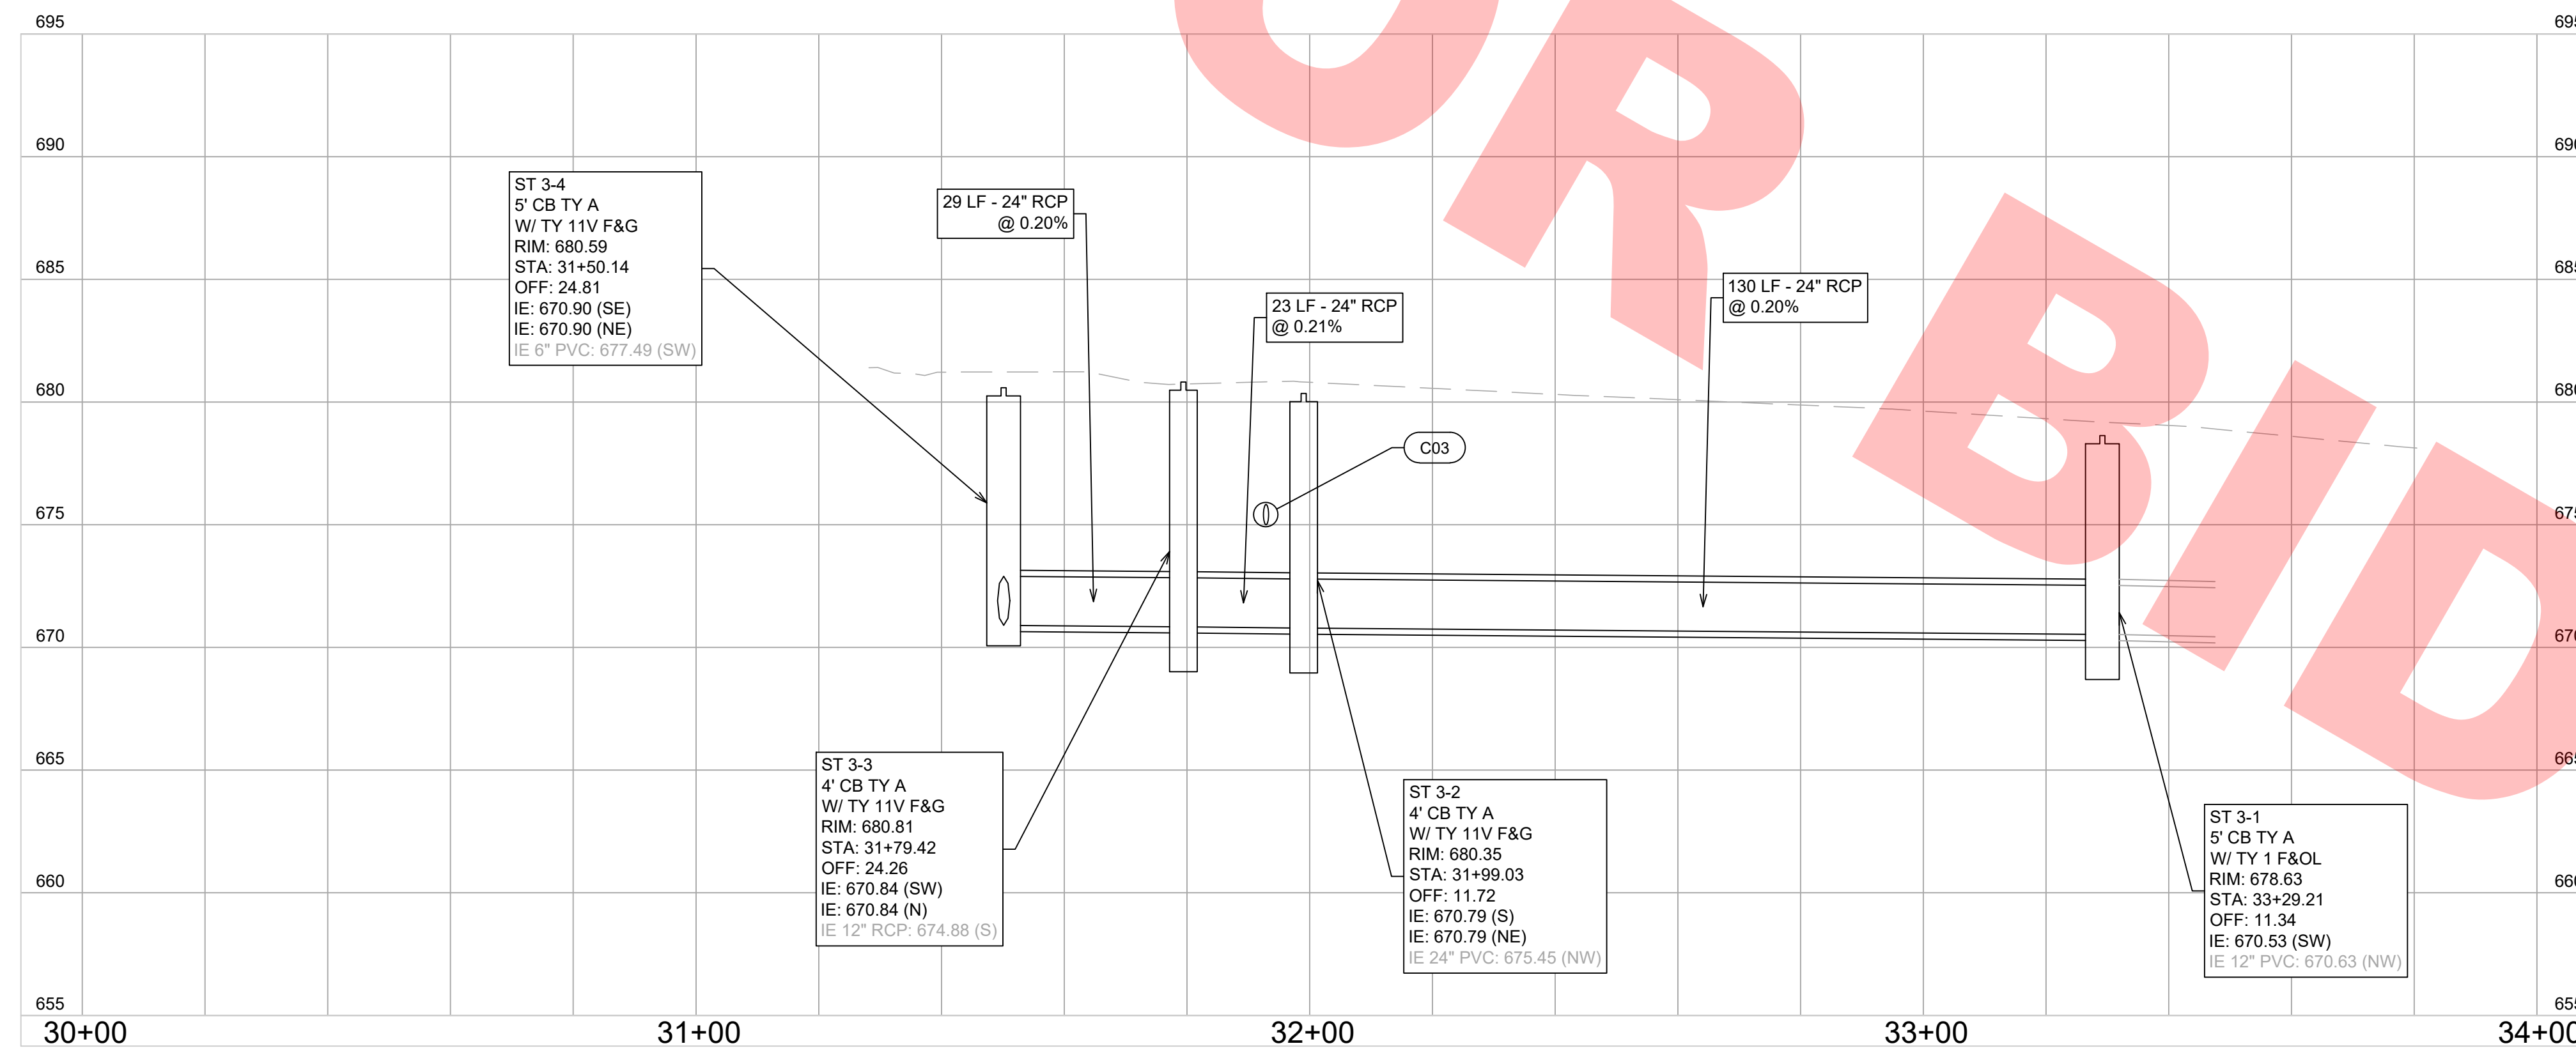 695
690
685
680
675
670
665
660
655
ST 3-4
5' CB TY A
W/ TY 11V F&G
RIM: 680.59
STA: 31+50.14
OFF: 24.81
IE: 670.90 (SE)
IE: 670.90 (NE)
IE 6" PVC: 677.49 (SW)
29 LF - 24" RCP
@ 0.20%
23 LF - 24" RCP
@ 0.21%
130 LF - 24" RCP
@ 0.20%
C03
ST 3-3
4' CB TY A
W/ TY 11V F&G
RIM: 680.81
STA: 31+79.42
OFF: 24.26
IE: 670.84 (SW)
IE: 670.84 (N)
IE 12" RCP: 674.88 (S)
ST 3-2
4' CB TY A
W/ TY 11V F&G
RIM: 680.35
STA: 31+99.03
OFF: 11.72
IE: 670.79 (S)
IE: 670.79 (NE)
IE 24" PVC: 675.45 (NW)
ST 3-1
5' CB TY A
W/ TY 1 F&OL
RIM: 678.63
STA: 33+29.21
OFF: 11.34
IE: 670.53 (SW)
IE 12" PVC: 670.63 (NW)
30+00
31+00
32+00
33+00
OR BID